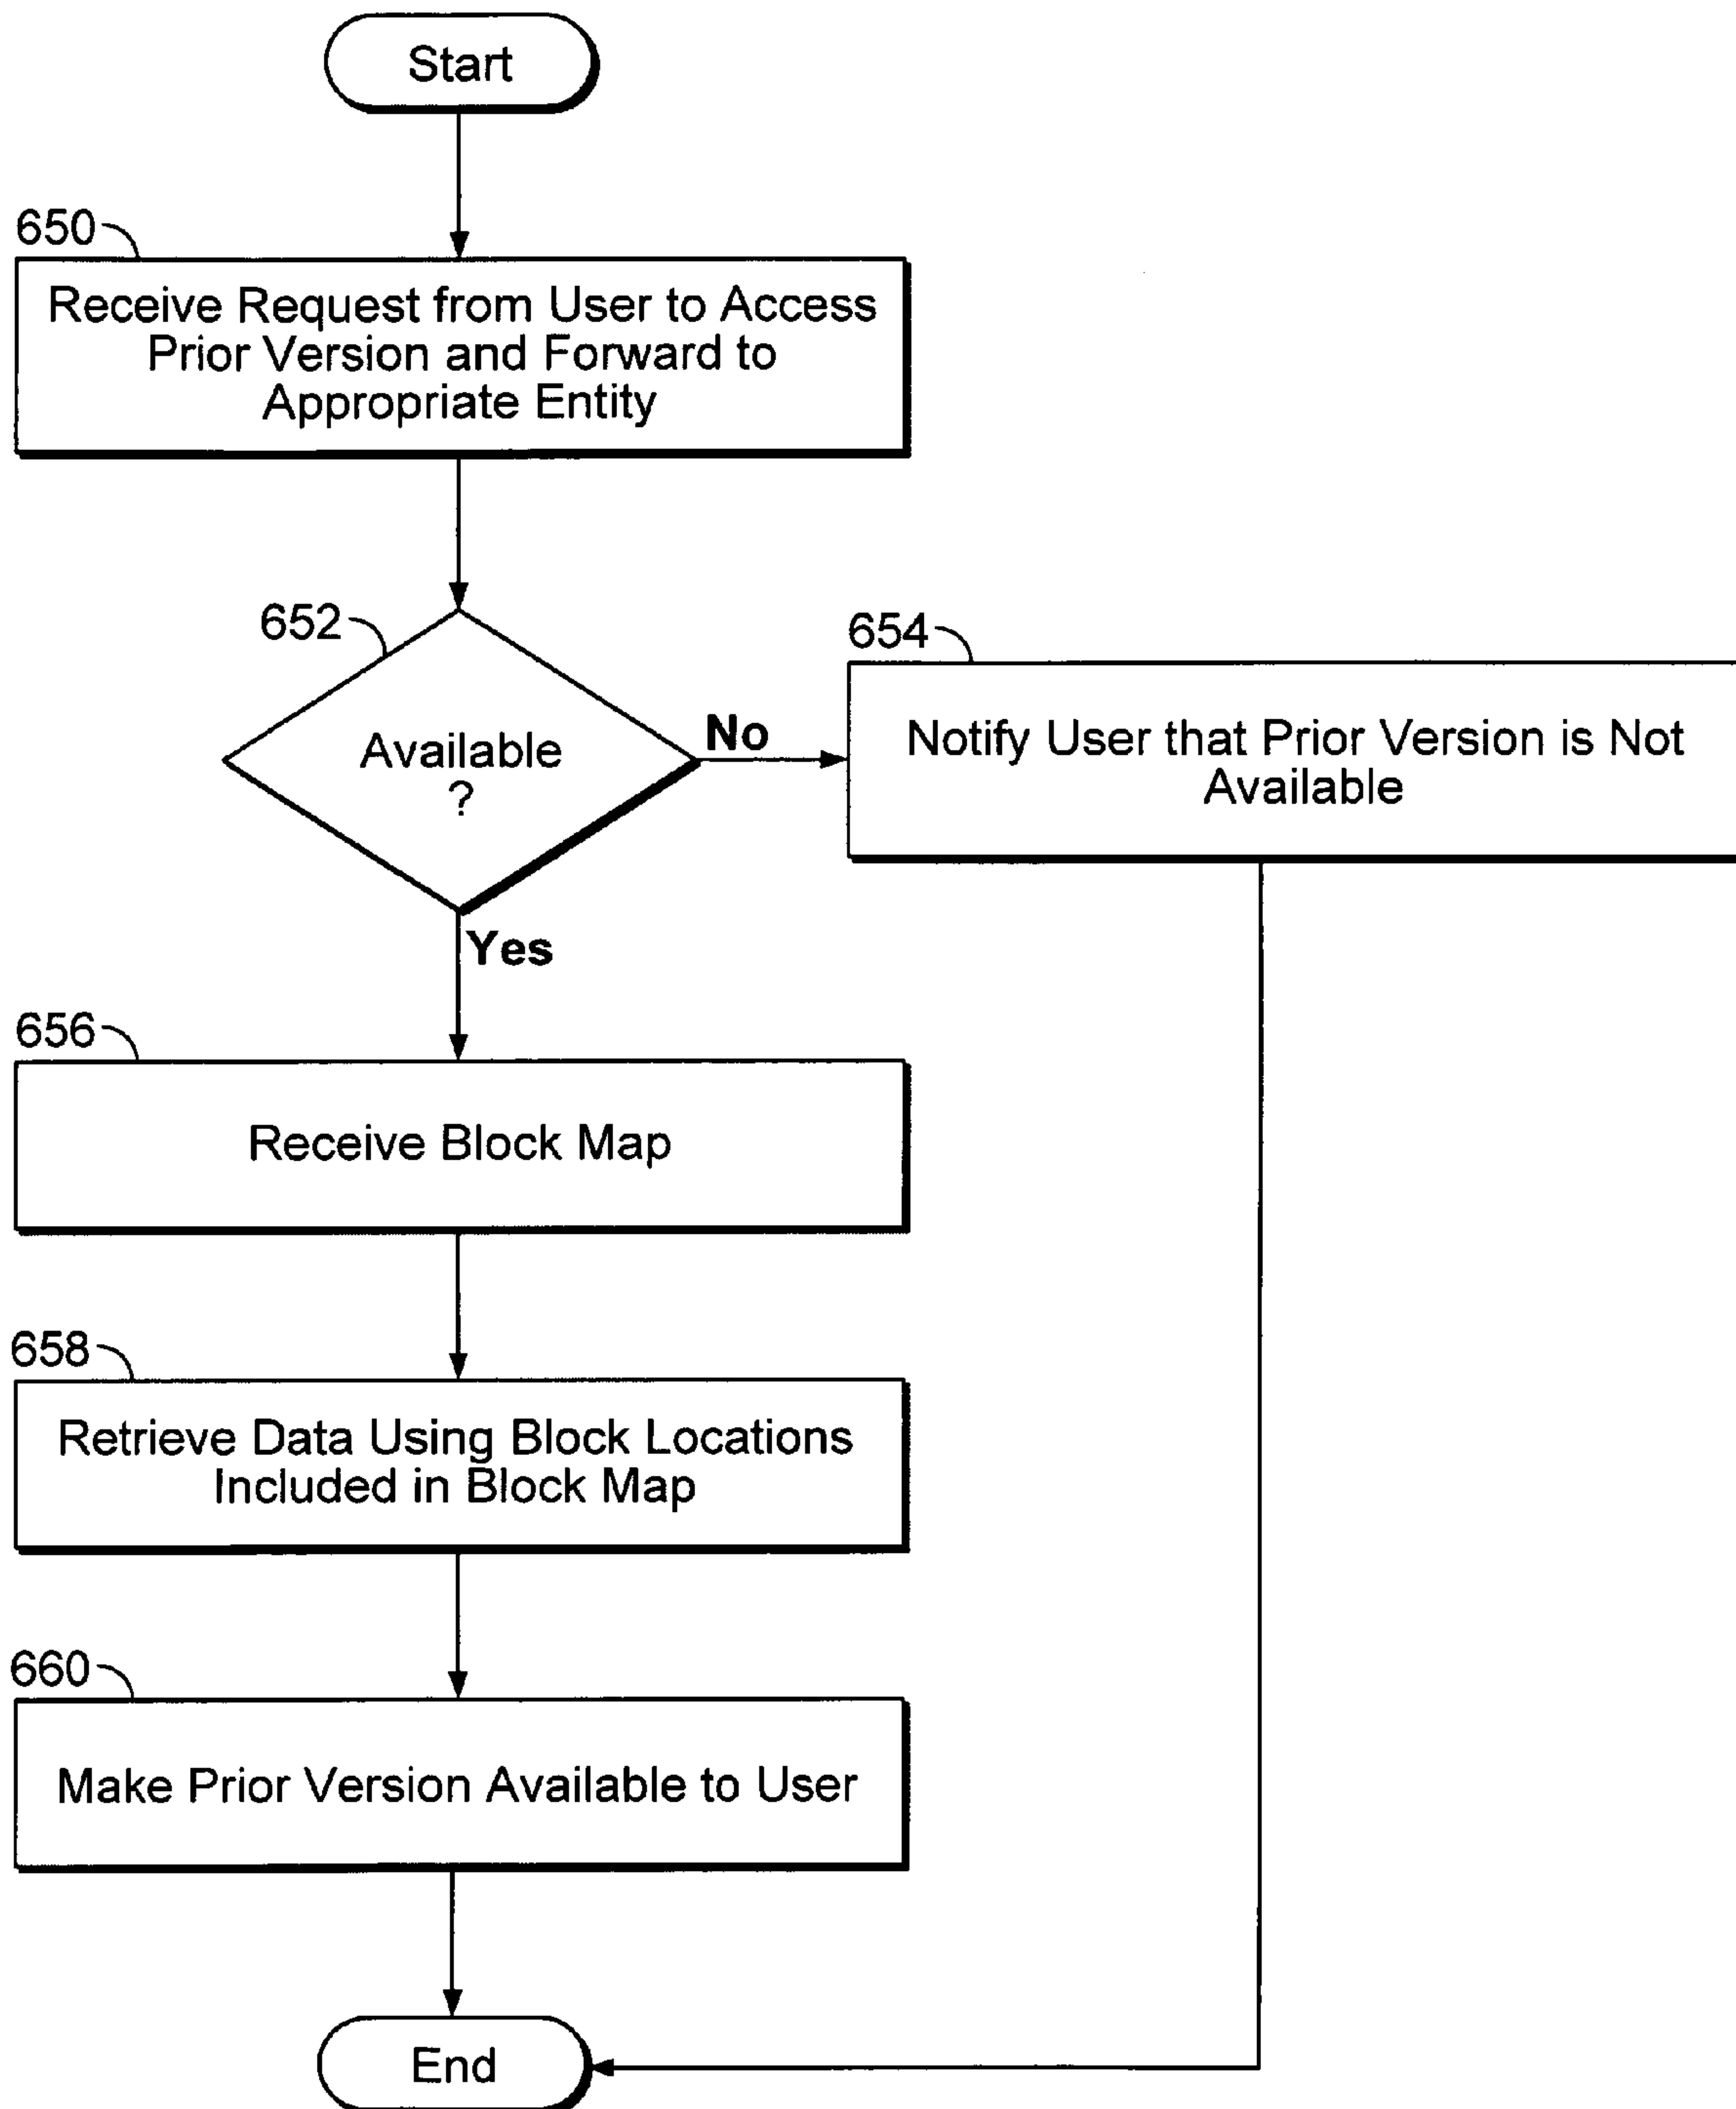 Start
650
Receive Request from User to Access
Prior Version and Forward to
Appropriate Entity
652
Available
?
No
654
Notify User that Prior Version is Not
Available
Yes
656
Receive Block Map
658
Retrieve Data Using Block Locations
Included in Block Map
660
Make Prior Version Available to User
End